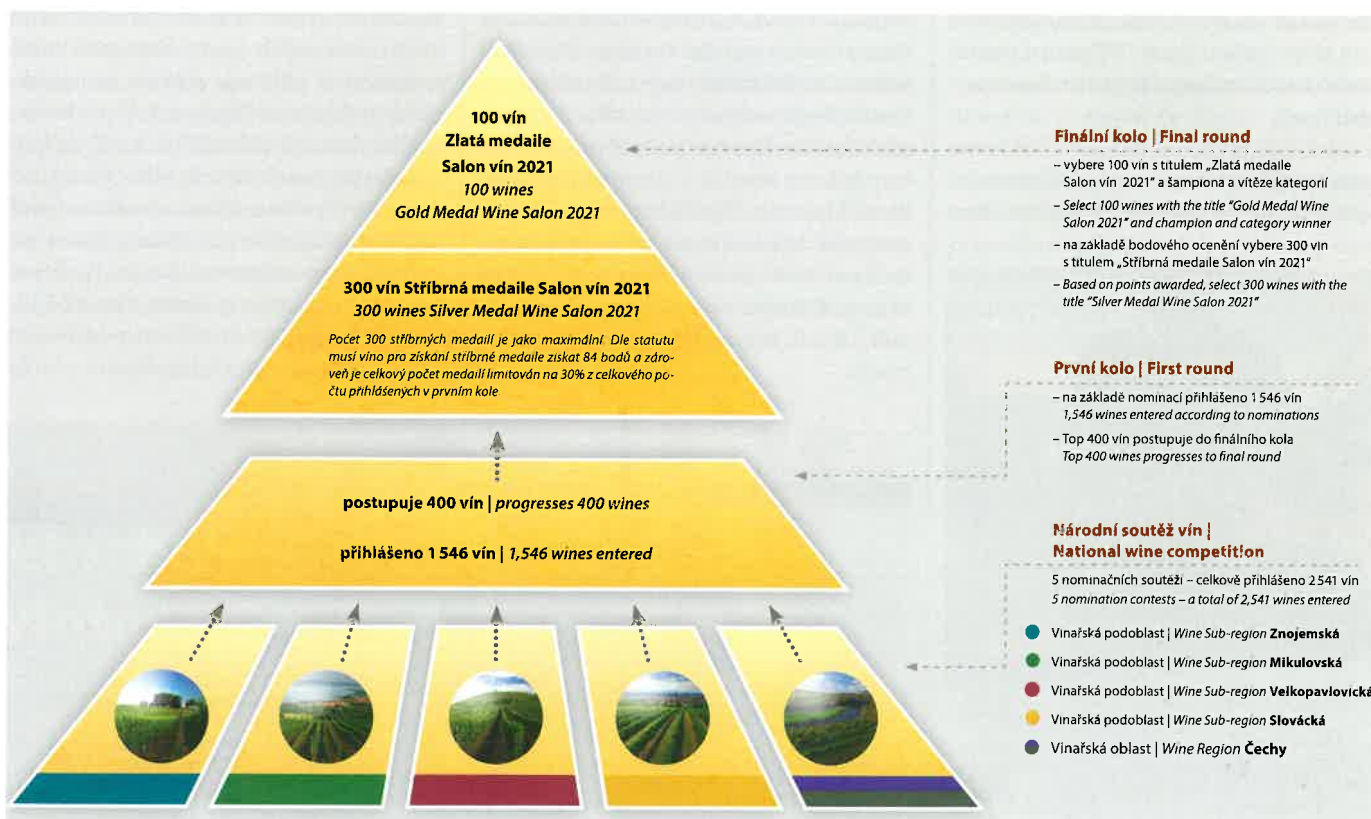 100 vín
Zlatá medaile
Salon vín 2021
100 wines
Gold Medal Wine Salon 2021
300 vín Stříbrná medaile Salon vín 2021
300 wines Silver Medal Wine Salon 2021
Počet 300 stříbrných medailí je jako maximální. Dle statutu
musí víno pro získání stříbrné medaile získat 84 bodů a záro-
veň je celkový počet medailí limitován na 30% z celkového po-
čtu přihlášených v prvním kole
postupuje 400 vín | progresses 400 wines
přihlášeno 1 546 vín | 1,546 wines entered
Finální kolo | Final round
– vybere 100 vín s titulem „Zlatá medaile
Salon vín 2021" a šampiona a vítěze kategorií
– Select 100 wines with the title "Gold Medal Wine
Salon 2021" and champion and category winner
– na základě bodového ocenění vybere 300 vín
s titulem „Stříbrná medaile Salon vín 2021"
– Based on points awarded, select 300 wines with the
title "Silver Medal Wine Salon 2021"
První kolo | First round
– na základě nominací přihlášeno 1 546 vín
1,546 wines entered according to nominations
– Top 400 vín postupuje do finálního kola
Top 400 wines progresses to final round
Národní soutěž vín |
National wine competition
5 nominačních soutěží – celkově přihlášeno 2 541 vín
5 nomination contests – a total of 2,541 wines entered
Vinařská podoblast | Wine Sub-region Znojemská
Vinařská podoblast | Wine Sub-region Mikulovská
Vinařská podoblast | Wine Sub-region Velkopavlovická
Vinařská podoblast | Wine Sub-region Slovácká
Vinařská oblast | Wine Region Čechy